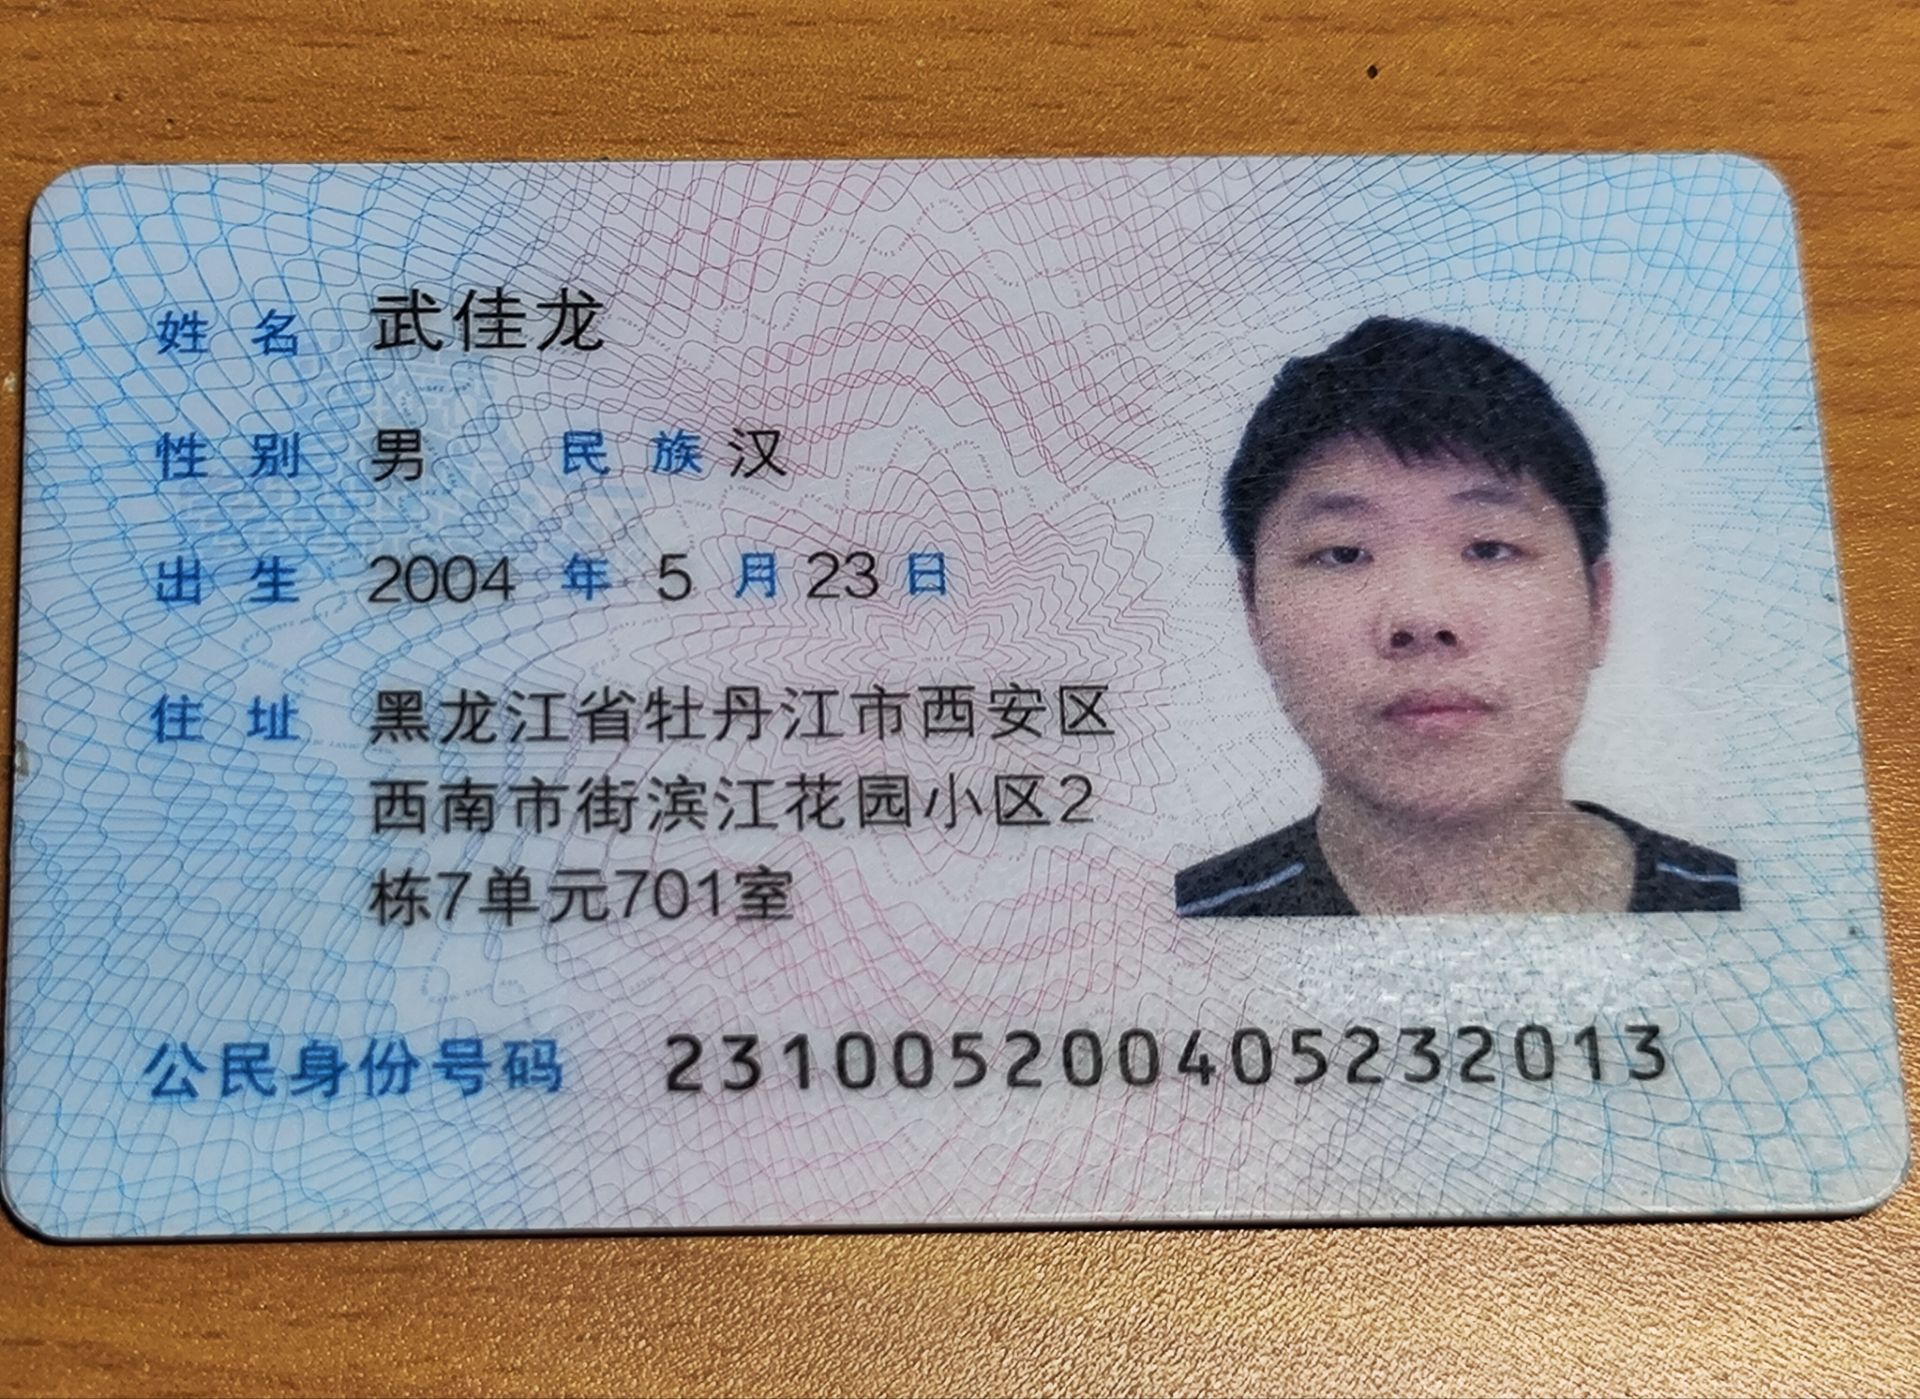 姓名 武佳龙
性别 男 民族 汉
出生 2004 年 5 月 23 日
住址 黑龙江省牡丹江市西安区
西南市街滨江花园小区2
栋7单元701室
公民身份号码 231005200405232013